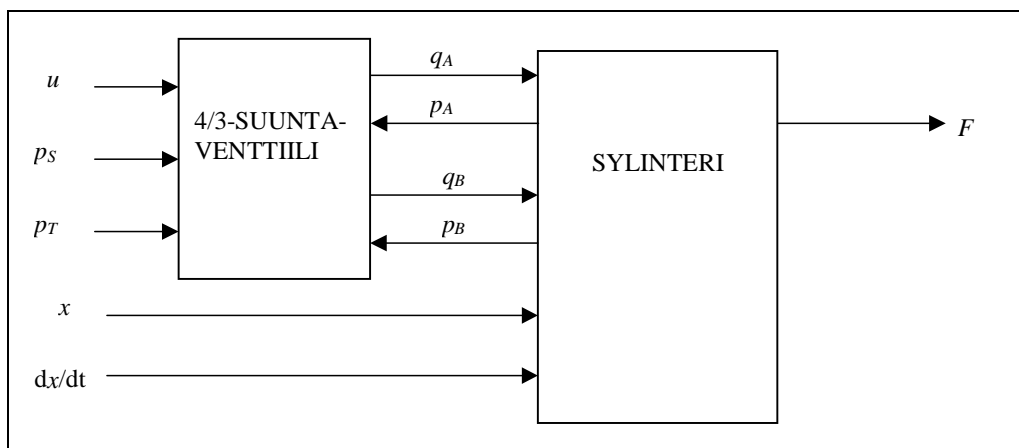 u
pS
pT
x
dx/dt
4/3-SUUNTA-
VENTTIILI
qA
pA
qB
pB
SYLINTERI
F